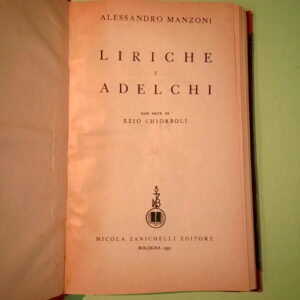 ALESSANDRO MANZONI
LIRICHE
E
ADELCHI
CON NOTE DI
EZIO CHIORBOLI
NICOLA ZANICHELLI EDITORE
BOLOGNA